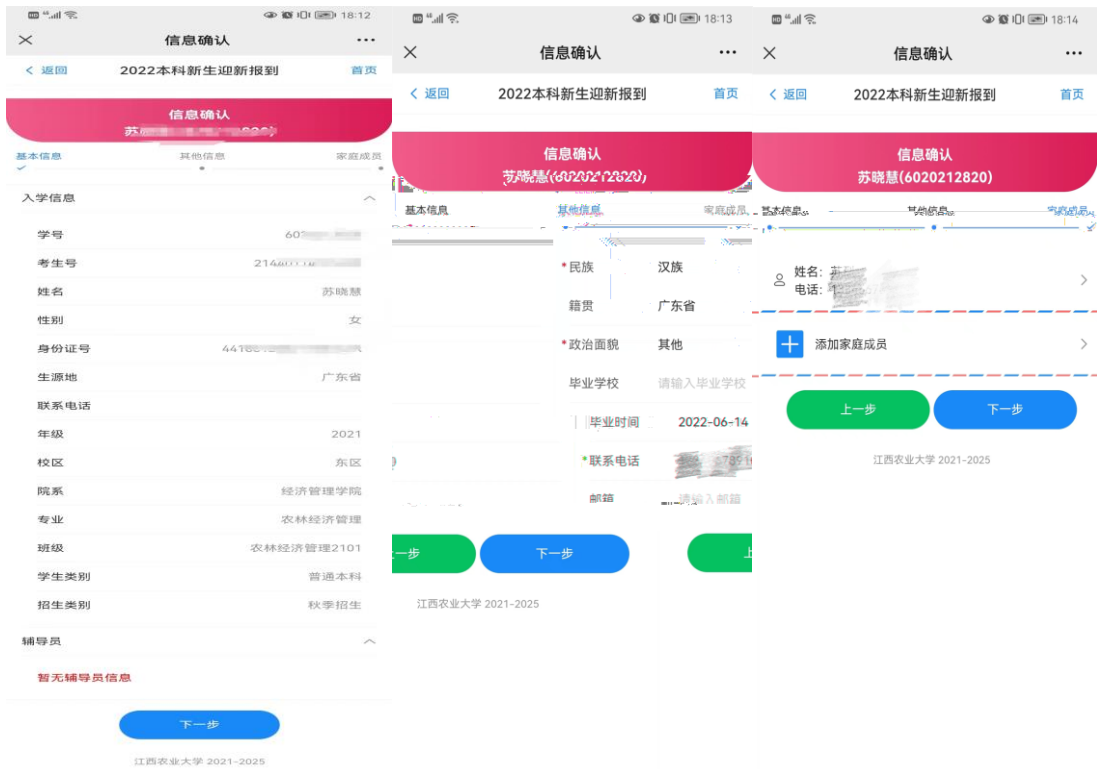 18:12
信息确认
返回 2022本科新生迎新报到 首页
信息确认
基本信息 其他信息 家庭成员
入学信息
学号
考生号
姓名 苏晓慧
性别 女
身份证号
生源地 广东省
联系电话
年级 2021
校区 东区
院系 经济管理学院
专业 农林经济管理
班级 农林经济管理2101
学生类别 普通本科
招生类别 秋季招生
辅导员
暂无辅导员信息
下一步
江西农业大学 2021-2025
18:13
信息确认
返回 2022本科新生迎新报到 首页
信息确认
苏晓慧(6020212820)
基本信息 其他信息 家庭成员
*民族 汉族
籍贯 广东省
*政治面貌 其他
毕业学校 请输入毕业学校
毕业时间 2022-06-14
*联系电话
邮箱 请输入邮箱
一步 下一步 上
江西农业大学 2021-2025
18:14
信息确认
返回 2022本科新生迎新报到 首页
信息确认
苏晓慧(6020212820)
基本信息 其他信息 家庭成员
姓名:
电话:
添加家庭成员
上一步 下一步
江西农业大学 2021-2025